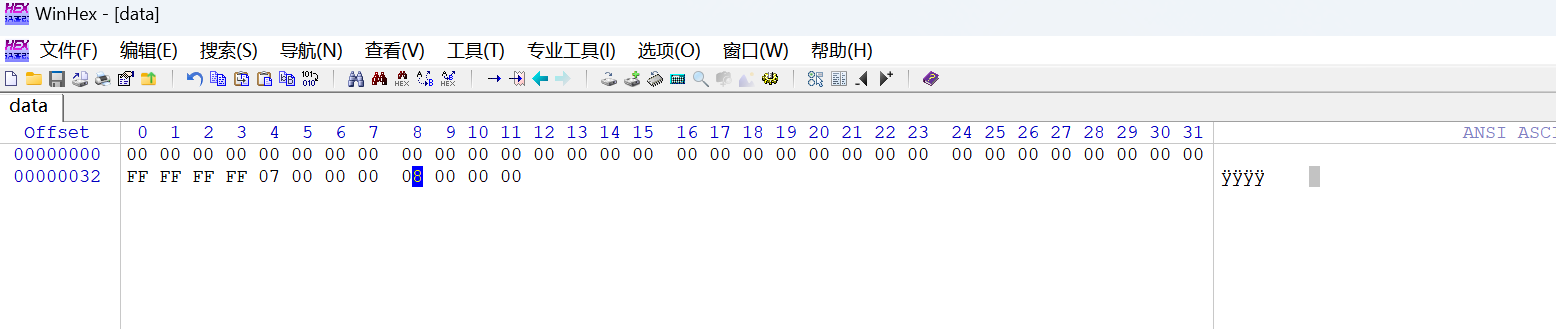 WinHex - [data]
文件(F) 编辑(E) 搜索(S) 导航(N) 查看(V) 工具(T) 专业工具(I) 选项(O) 窗口(W) 帮助(H)
data
Offset 0 1 2 3 4 5 6 7 8 9 10 11 12 13 14 15 16 17 18 19 20 21 22 23 24 25 26 27 28 29 30 31 ANSI ASCI
00000000 00 00 00 00 00 00 00 00 00 00 00 00 00 00 00 00 00 00 00 00 00 00 00 00 00 00 00 00 00 00 00 00
00000032 FF FF FF FF 07 00 00 00 08 00 00 00 ÿÿÿÿ